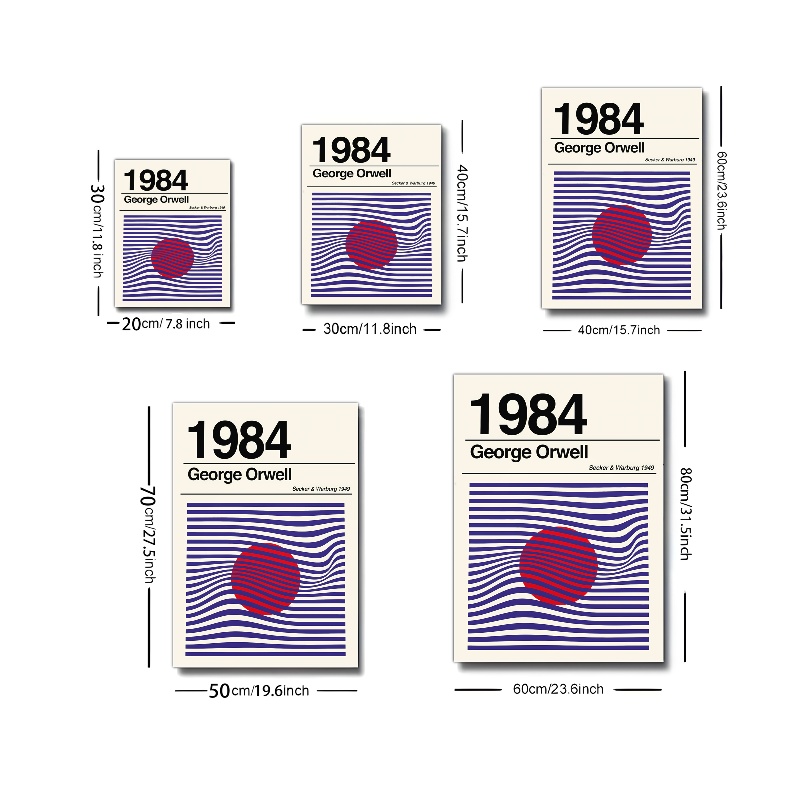 1984
George Orwell
Secker & Warburg 1949
30cm/11.8 inch
20cm/ 7.8 inch
1984
George Orwell
Secker & Warburg 1949
40cm/15.7inch
30cm/11.8inch
1984
George Orwell
Secker & Warburg 1949
60cm/23.6inch
40cm/15.7inch
1984
George Orwell
Secker & Warburg 1949
70cm/27.5inch
50cm/19.6inch
1984
George Orwell
Secker & Warburg 1949
80cm/31.5inch
60cm/23.6inch